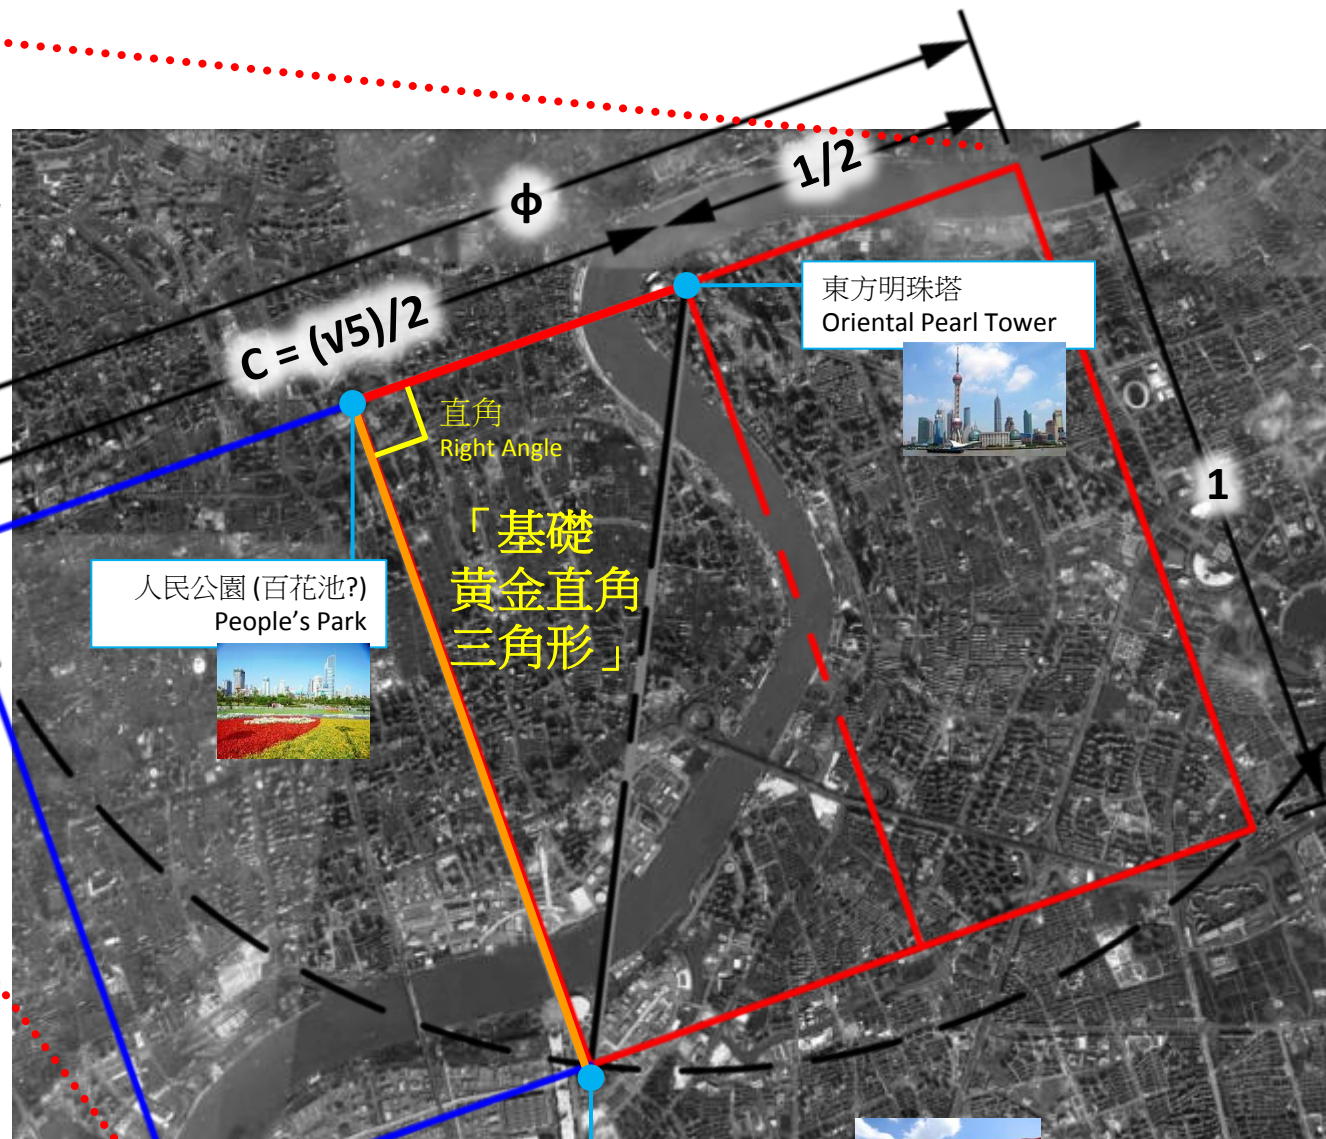 ϕ
1/2
C = (√5)/2
東方明珠塔
Oriental Pearl Tower
直角
Right Angle
1
「基礎
黃金直角
三角形」
人民公園 (百花池?)
People's Park